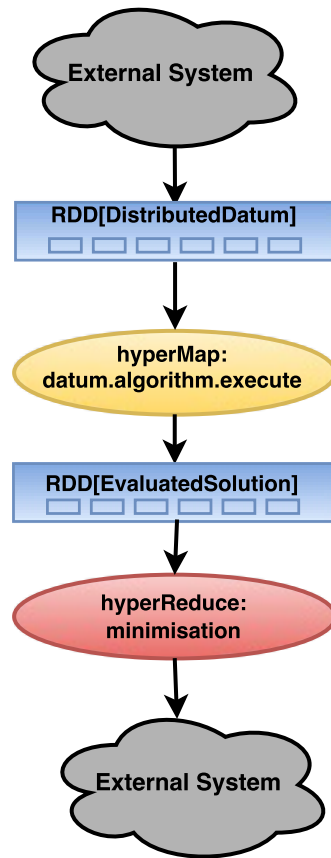 External System
RDD[DistributedDatum]
hyperMap:
datum.algorithm.execute
RDD[EvaluatedSolution]
hyperReduce:
minimisation
External System